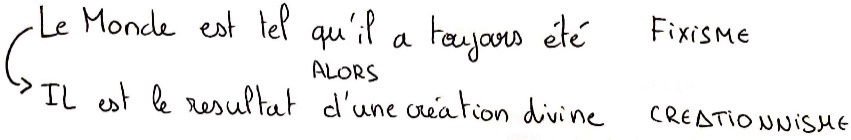 Le Monde est tel qu'il a toujours été FixiSME
ALORS
IL est le resultat d'une création divine CREATIONNiSME